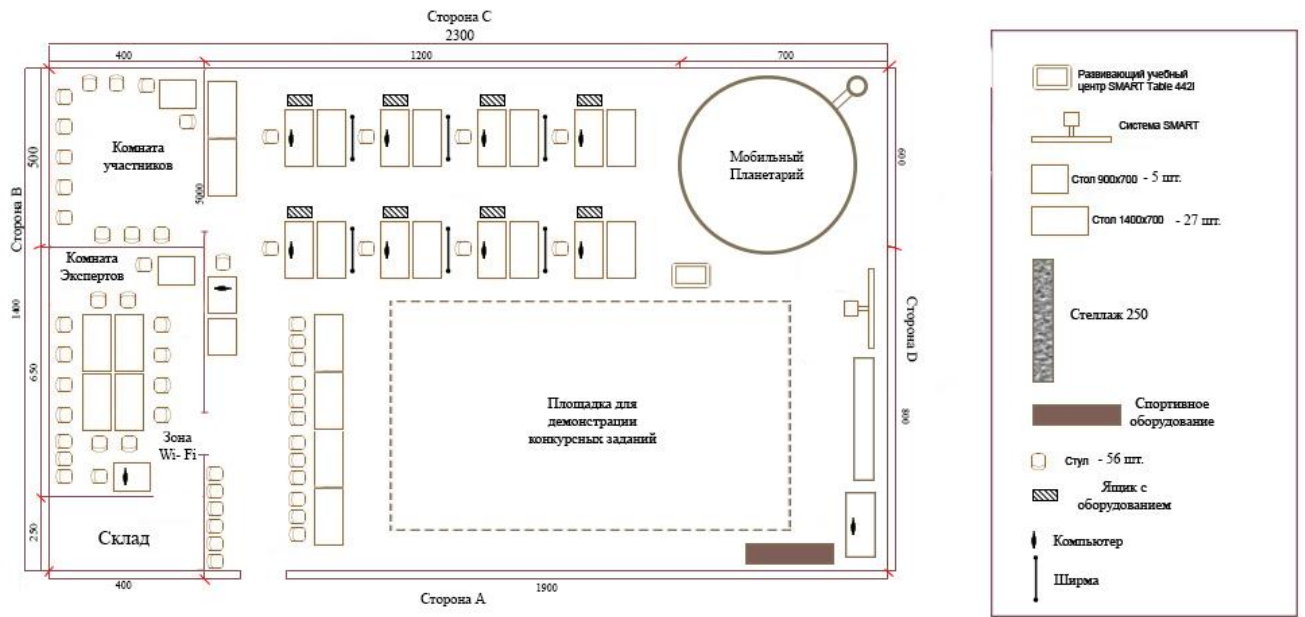 Сторона С
2300
400
1200
700
Сторона В
500
1400
650
250
Комната
участников
5000
Мобильный
Планетарий
600
Комната
Экспертов
Сторона D
800
Площадка для
демонстрации
конкурсных заданий
Зона
Wi- Fi
Склад
400
1900
Сторона А
Развивающий учебный
центр SMART Table 442I
Система SMART
Стол 900х700 - 5 шт.
Стол 1400х700 - 27 шт.
Стеллаж 250
Спортивное
оборудование
Стул - 56 шт.
Ящик с
оборудованием
Компьютер
Ширма